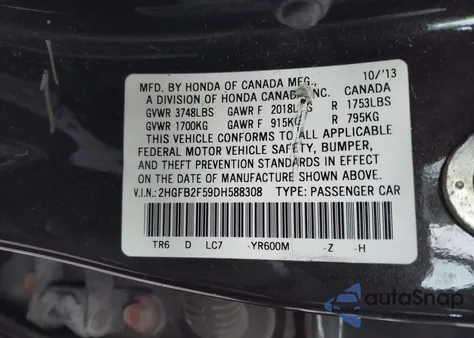 MFD. BY HONDA OF CANADA MFG., 10/'13
A DIVISION OF HONDA CANADA INC. CANADA
GVWR 3748LBS GAWR F 2018LBS R 1753LBS
GVWR 1700KG GAWR F 915KG R 795KG
THIS VEHICLE CONFORMS TO ALL APPLICABLE
FEDERAL MOTOR VEHICLE SAFETY, BUMPER,
AND THEFT PREVENTION STANDARDS IN EFFECT
ON THE DATE OF MANUFACTURE SHOWN ABOVE.
V.I.N.: 2HGFB2F59DH588308 TYPE: PASSENGER CAR
TR6 D LC7 -YR600M -Z -H
autoSnap